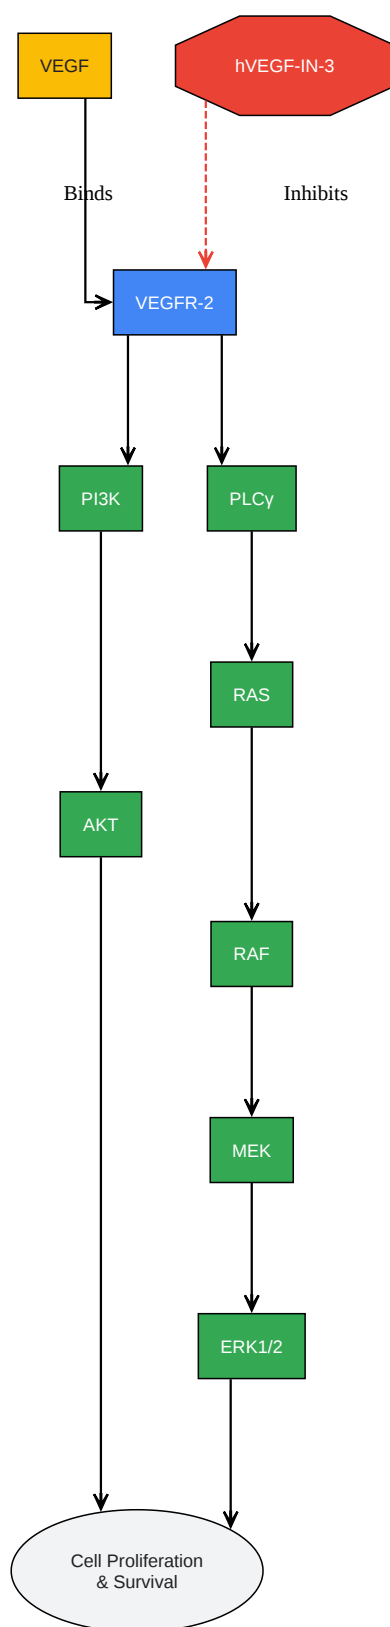 VEGF
hVEGF-IN-3
Binds
Inhibits
VEGFR-2
PI3K
PLCγ
RAS
AKT
RAF
MEK
ERK1/2
Cell Proliferation
& Survival